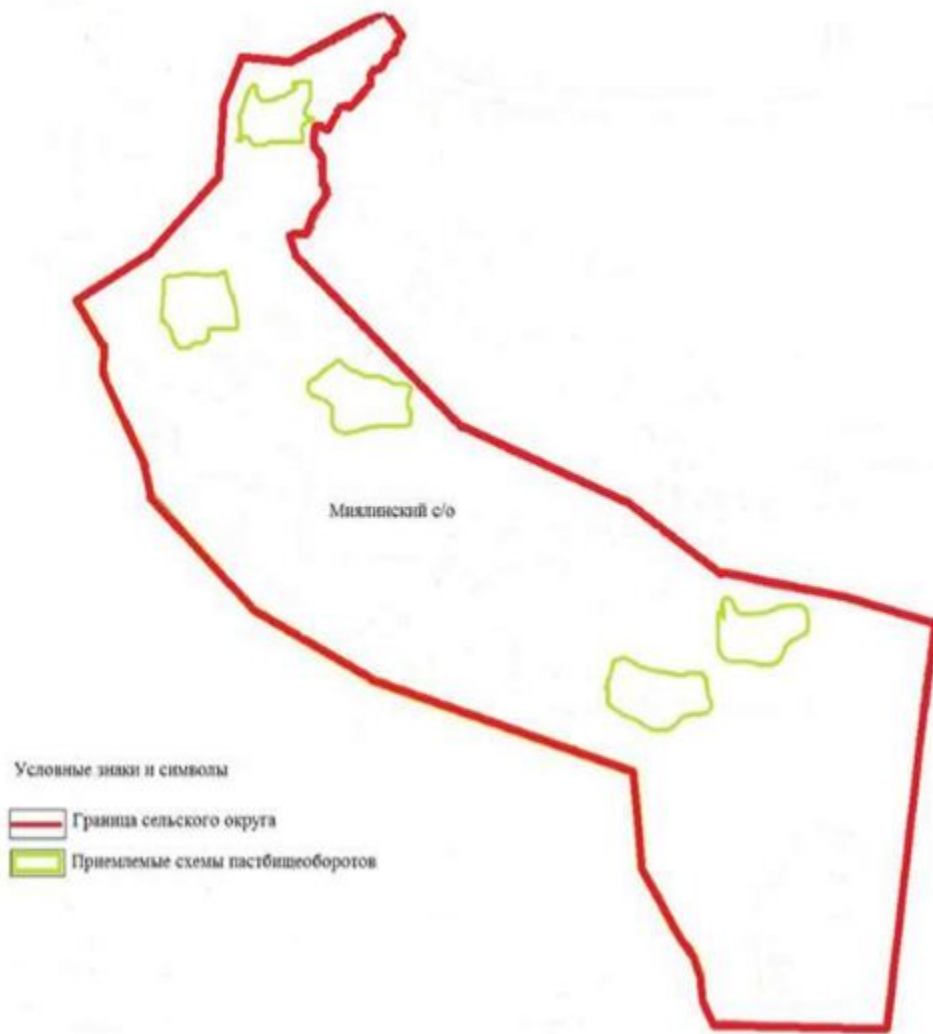 Миялинский с/о
Условные знаки и символы
Граница сельского округа
Приемлемые схемы пастбищеоборотов